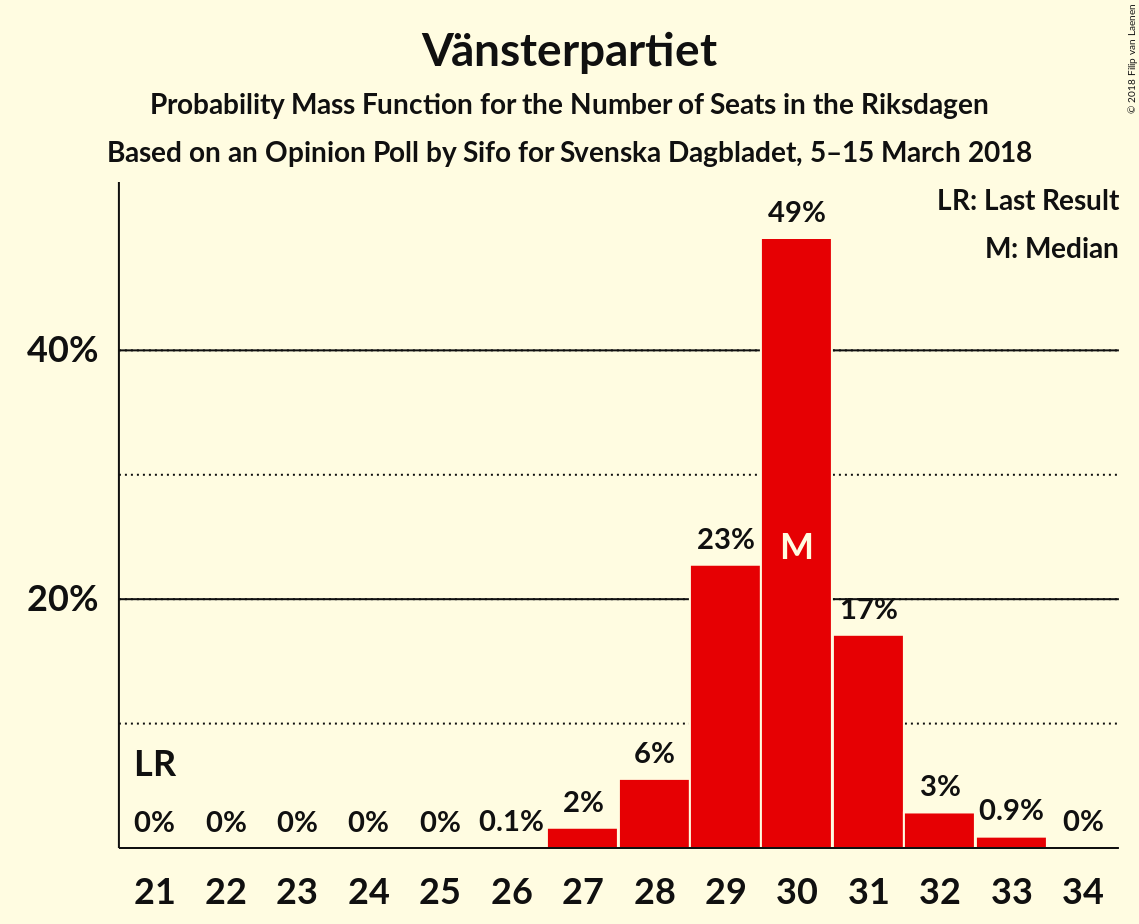 Vänsterpartiet
Probability Mass Function for the Number of Seats in the Riksdagen
Based on an Opinion Poll by Sifo for Svenska Dagbladet, 5–15 March 2018
© 2018 Filip van Laenen
LR: Last Result
M: Median
49%
40%
23%
M
20%
17%
LR
6%
0% 0% 0% 0% 0% 0.1% 2% 3% 0.9% 0%
21 22 23 24 25 26 27 28 29 30 31 32 33 34